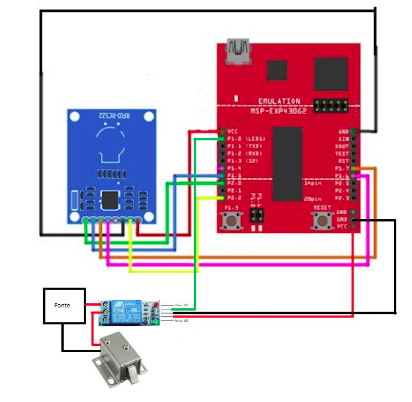 EMULATION
MSP-EXP430G2
RFID-RC522
VCC
P1.0 (LED1)
P1.1 (TXD)
P1.2 (RXD)
P1.3 (S2)
P1.4
P1.5
P2.0
P2.1
P2.2
GND
XIN
XOUT
TEST
RST
P1.7
P1.6
P2.5
P2.4
P2.3
14pin
20pin
P1.3
RESET
GND
GND
VCC
Fonte